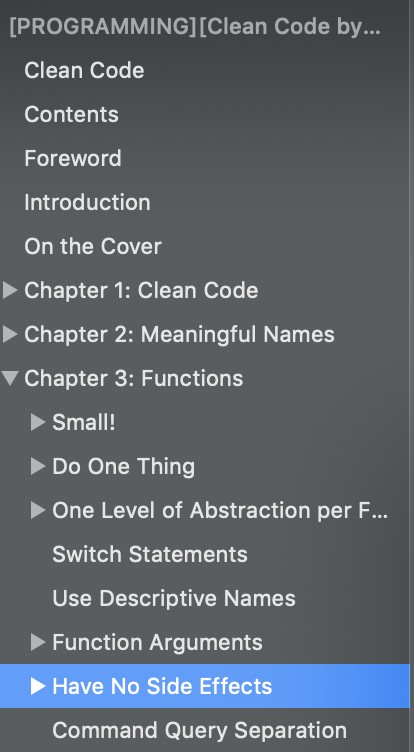 [PROGRAMMING][Clean Code by...
Clean Code
Contents
Foreword
Introduction
On the Cover
Chapter 1: Clean Code
Chapter 2: Meaningful Names
Chapter 3: Functions
Small!
Do One Thing
One Level of Abstraction per F...
Switch Statements
Use Descriptive Names
Function Arguments
Have No Side Effects
Command Query Separation